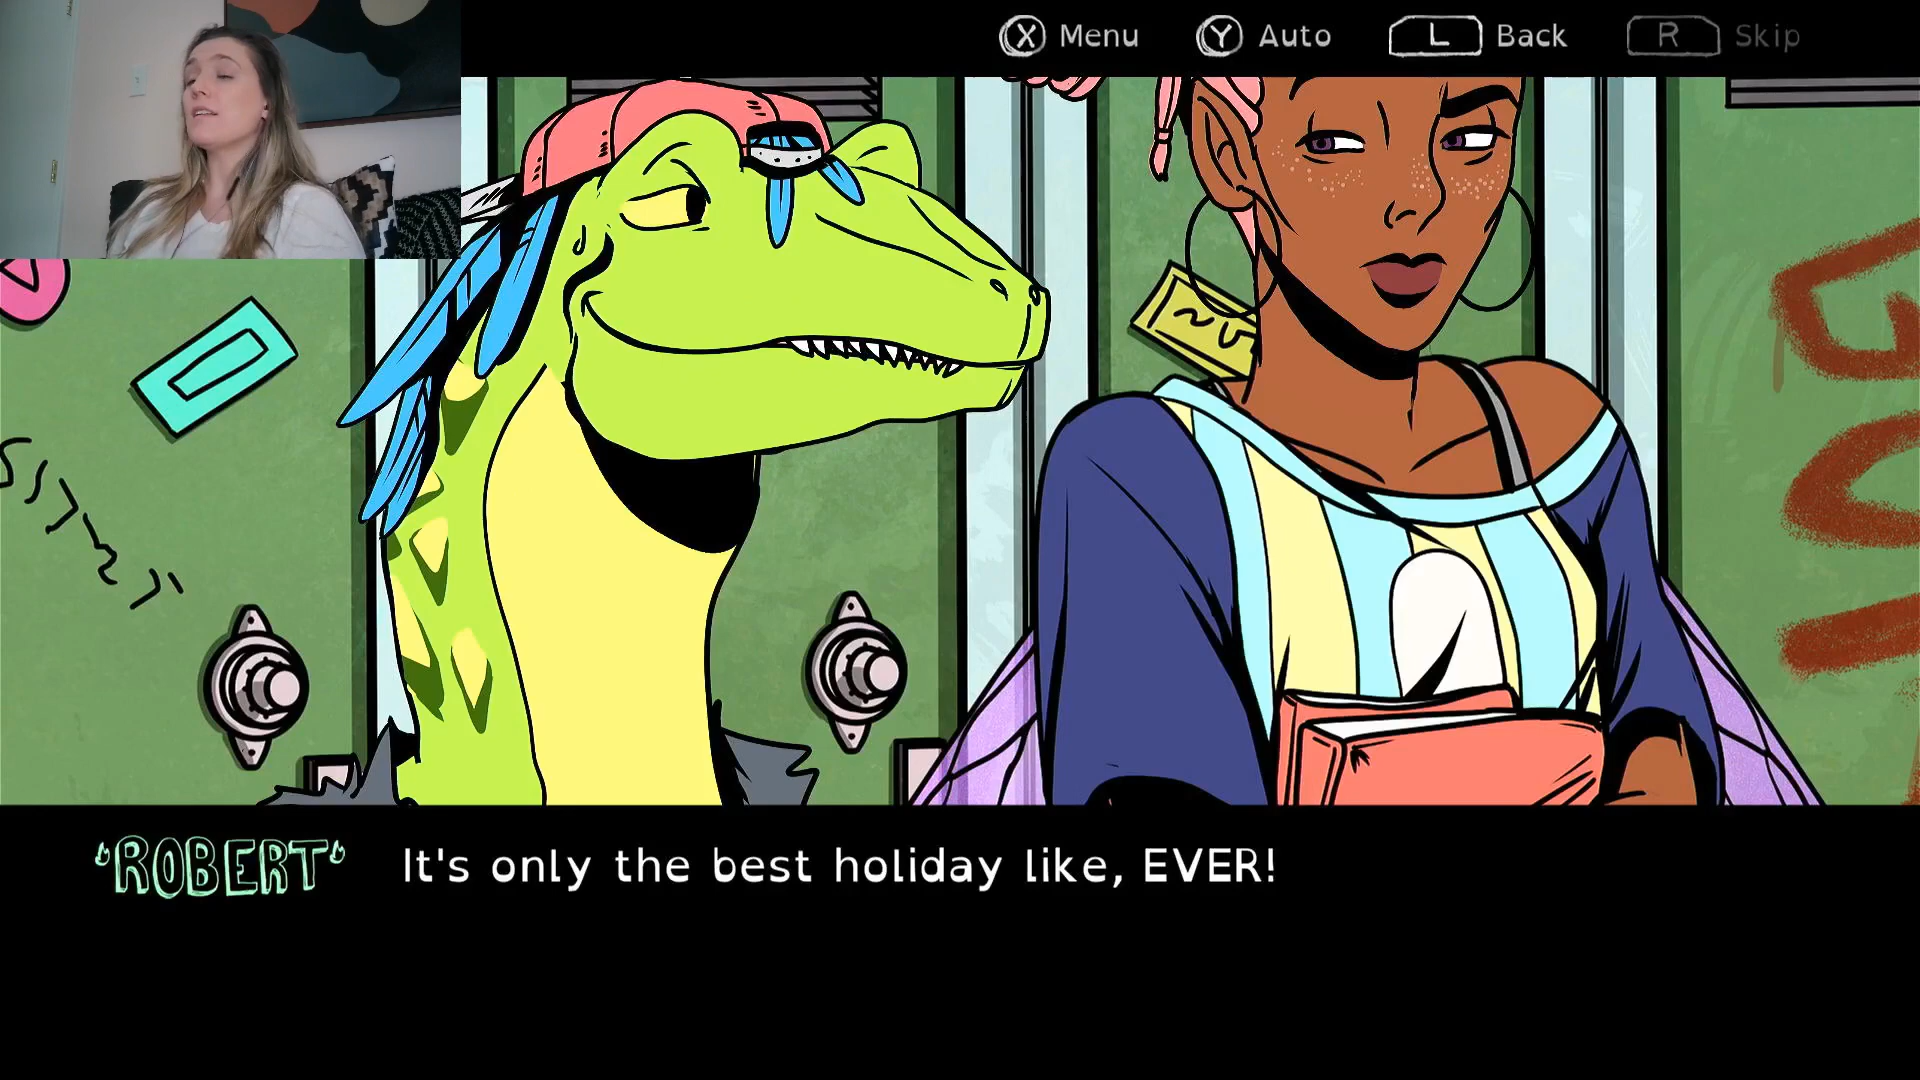 X Menu Y Auto L Back R Skip
'ROBERT' It's only the best holiday like, EVER!